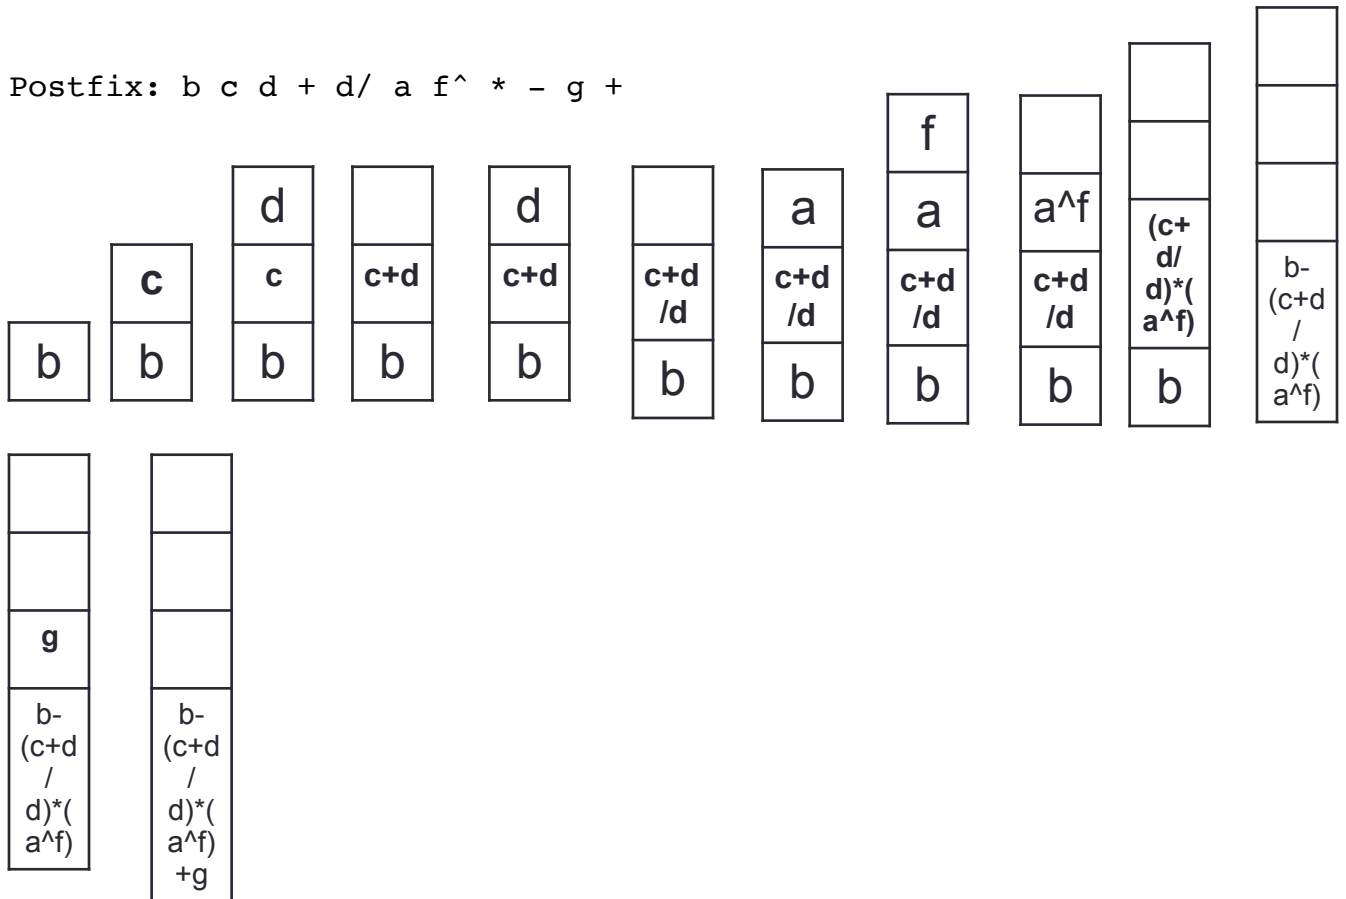 Postfix: b c d + d/ a f^ * - g +
b
c
b
d
c
b
c+d
b
d
c+d
b
c+d
/d
b
a
c+d
/d
b
f
a
c+d
/d
b
a^f
c+d
/d
b
(c+
d/
d)*(
a^f)
b
b-
(c+d
/
d)*(
a^f)
g
b-
(c+d
/
d)*(
a^f)
b-
(c+d
/
d)*(
a^f)
+g